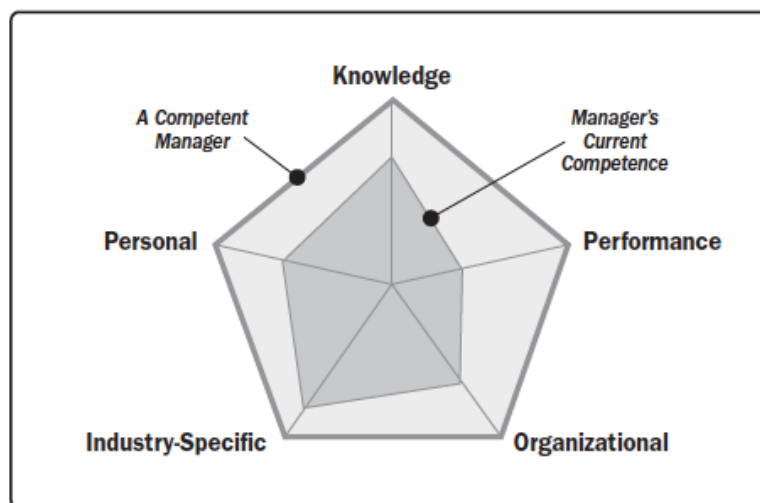 Knowledge
A Competent
Manager
Manager's
Current
Competence
Personal
Performance
Industry-Specific
Organizational